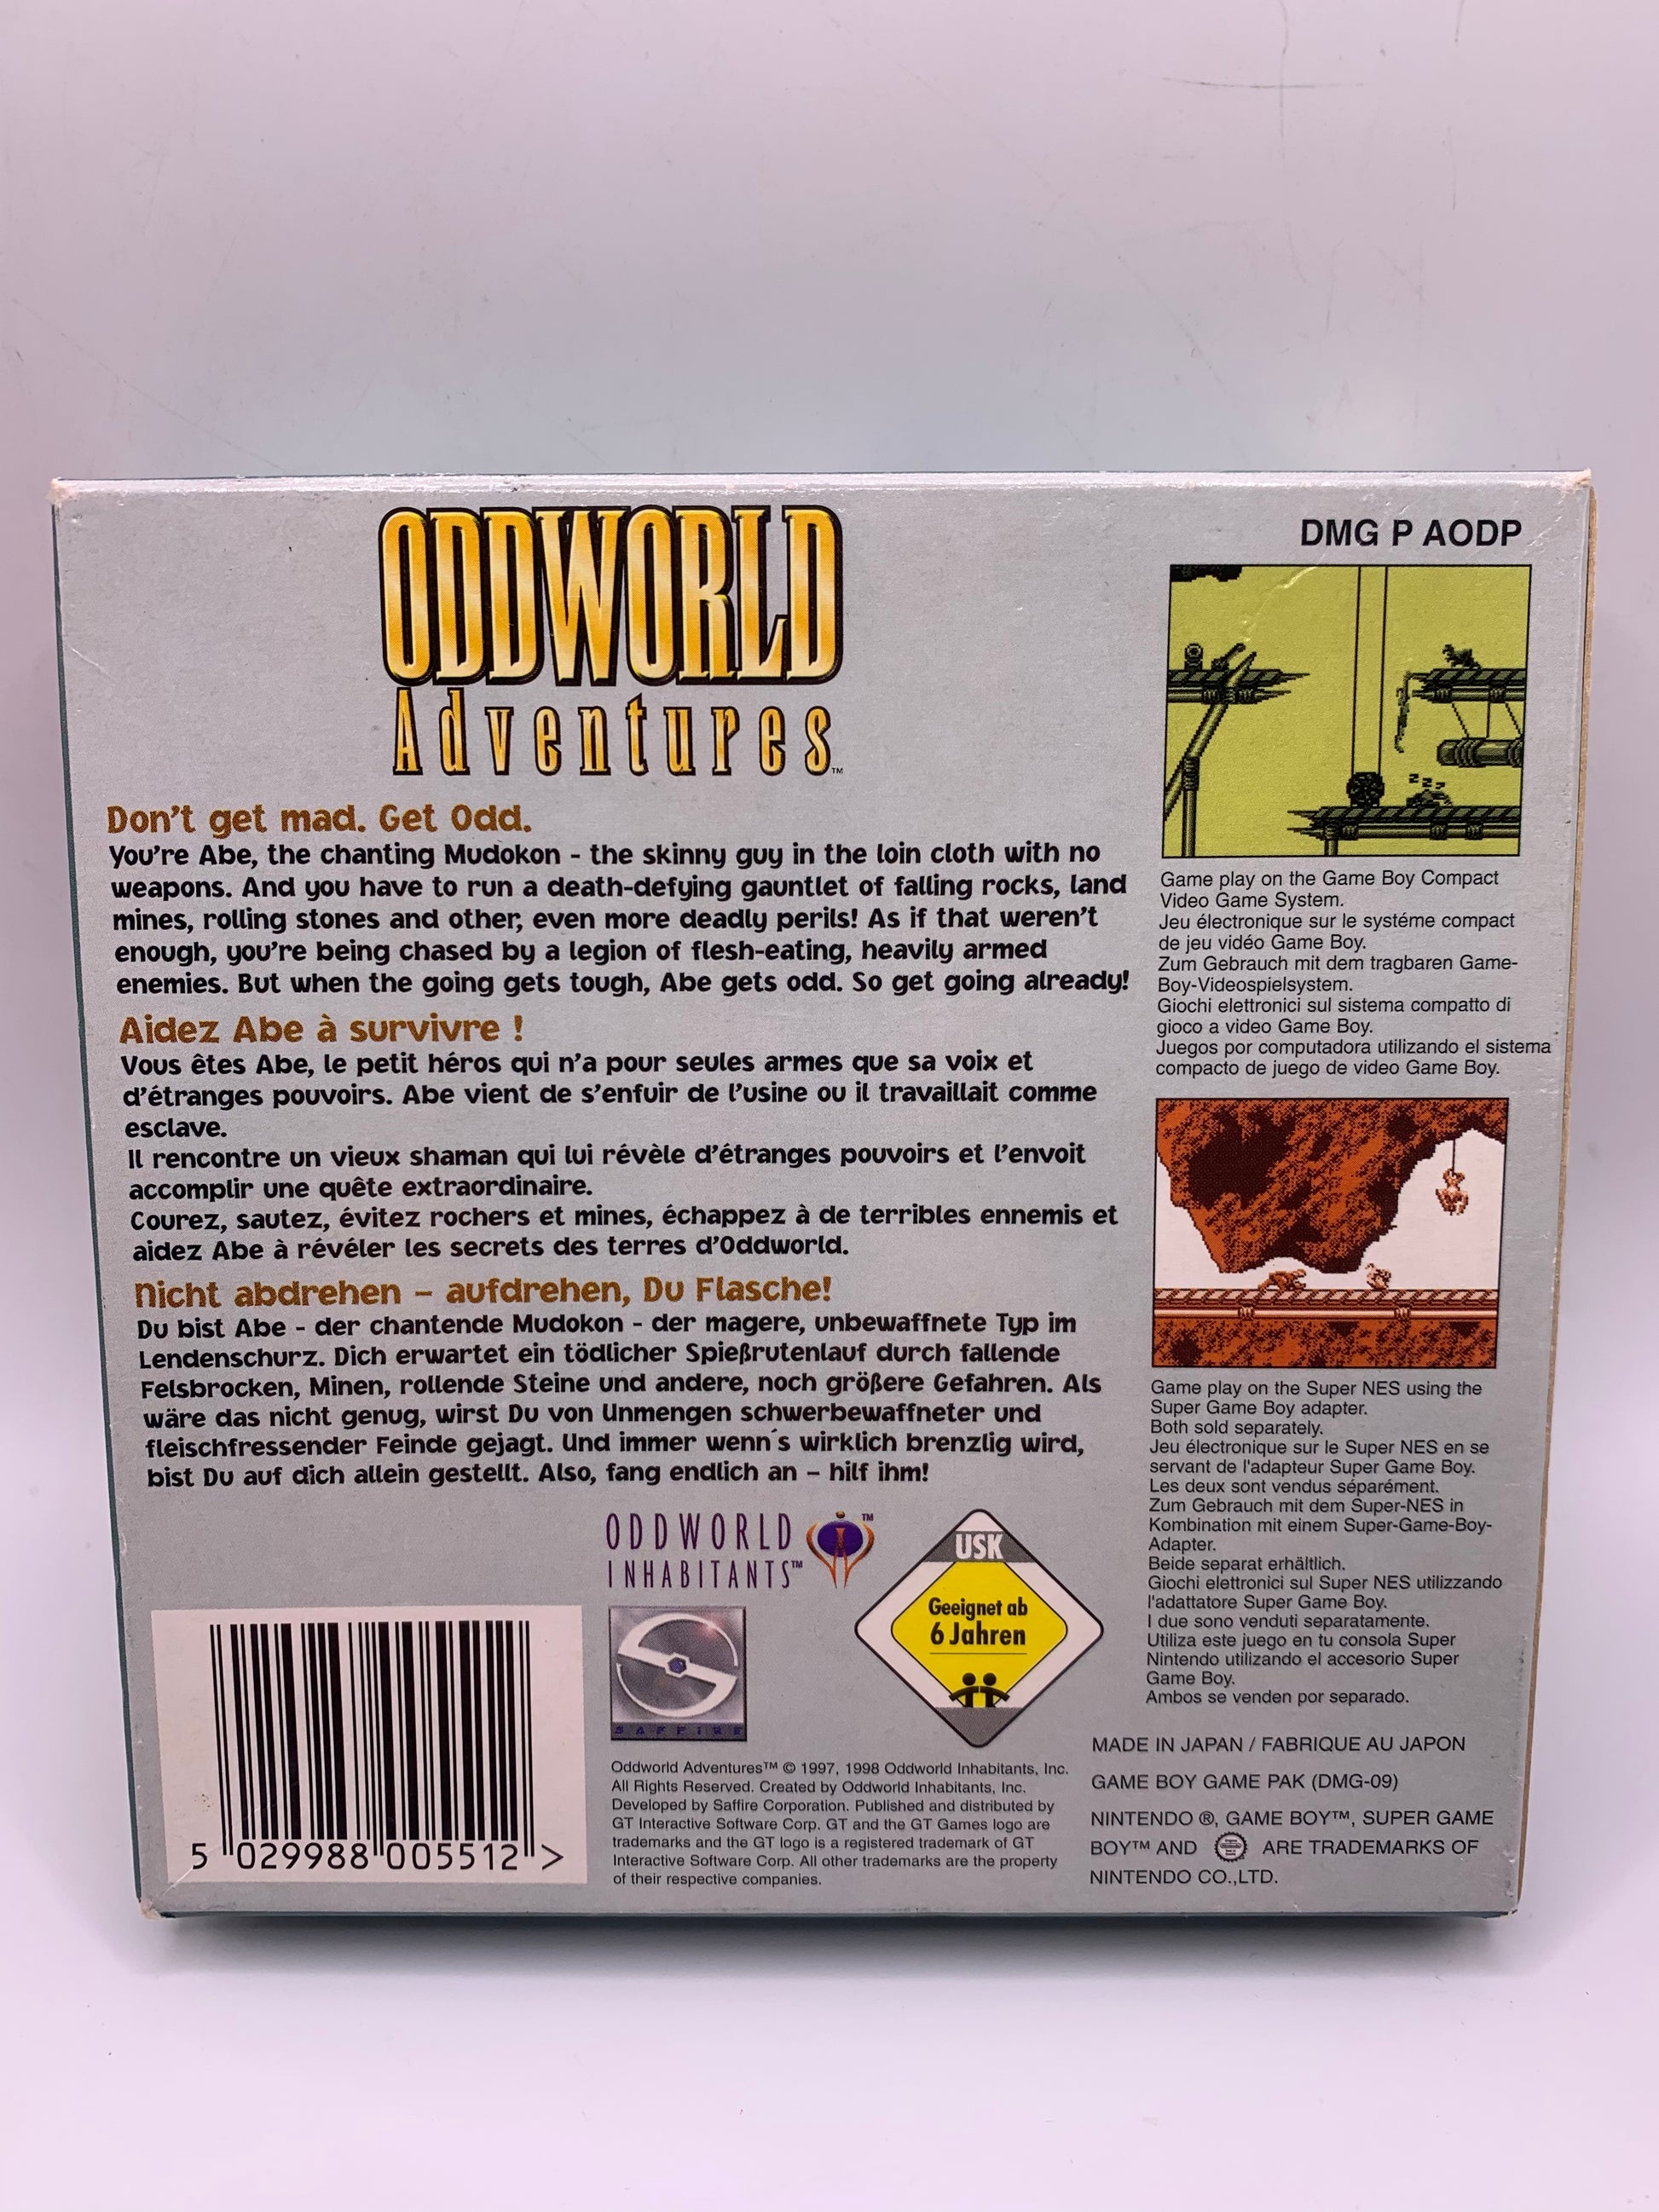 ODDWORLD
Adventures™
Don't get mad. Get Odd.
You're Abe, the chanting Mudokon - the skinny guy in the loin cloth with no
weapons. And you have to run a death-defying gauntlet of falling rocks, land
mines, rolling stones and other, even more deadly perils! As if that weren't
enough, you're being chased by a legion of flesh-eating, heavily armed
enemies. But when the going gets tough, Abe gets odd. So get going already!
Aidez Abe à survivre !
Vous êtes Abe, le petit héros qui n'a pour seules armes que sa voix et
d'étranges pouvoirs. Abe vient de s'enfuir de l'usine ou il travaillait comme
esclave.
Il rencontre un vieux shaman qui lui révèle d'étranges pouvoirs et l'envoit
accomplir une quête extraordinaire.
Courez, sautez, évitez rochers et mines, échappez à de terribles ennemis et
aidez Abe à révéler les secrets des terres d'Oddworld.
Nicht abdrehen – aufdrehen, Du Flasche!
Du bist Abe - der chantende Mudokon - der magere, unbewaffnete Typ im
Lendenschurz. Dich erwartet ein tödlicher Spießrutenlauf durch fallende
Felsbrocken, Minen, rollende Steine und andere, noch größere Gefahren. Als
wäre das nicht genug, wirst Du von Unmengen schwerbewaffneter und
fleischfressender Feinde gejagt. Und immer wenn´s wirklich brenzlig wird,
bist Du auf dich allein gestellt. Also, fang endlich an – hilf ihm!
DMG P AODP
z z z
Game play on the Game Boy Compact
Video Game System.
Jeu électronique sur le systéme compact
de jeu vidéo Game Boy.
Zum Gebrauch mit dem tragbaren Game-
Boy-Videospielsystem.
Giochi elettronici sul sistema compatto di
gioco a video Game Boy.
Juegos por computadora utilizando el sistema
compacto de juego de video Game Boy.
Game play on the Super NES using the
Super Game Boy adapter.
Both sold separately.
Jeu électronique sur le Super NES en se
servant de l'adapteur Super Game Boy.
Les deux sont vendus séparément.
Zum Gebrauch mit dem Super-NES in
Kombination mit einem Super-Game-Boy-
Adapter.
Beide separat erhältlich.
Giochi elettronici sul Super NES utilizzando
l'adattatore Super Game Boy.
I due sono venduti separatamente.
Utiliza este juego en tu consola Super
Nintendo utilizando el accesorio Super
Game Boy.
Ambos se venden por separado.
ODDWORLD ™
INHABITANTS™
SAFFIRE
USK
Geeignet ab
6 Jahren
5 029988 005512 >
Oddworld Adventures™ © 1997, 1998 Oddworld Inhabitants, Inc.
All Rights Reserved. Created by Oddworld Inhabitants, Inc.
Developed by Saffire Corporation. Published and distributed by
GT Interactive Software Corp. GT and the GT Games logo are
trademarks and the GT logo is a registered trademark of GT
Interactive Software Corp. All other trademarks are the property
of their respective companies.
MADE IN JAPAN / FABRIQUE AU JAPON
GAME BOY GAME PAK (DMG-09)
NINTENDO ®, GAME BOY™, SUPER GAME
BOY™ AND ARE TRADEMARKS OF
NINTENDO CO.,LTD.